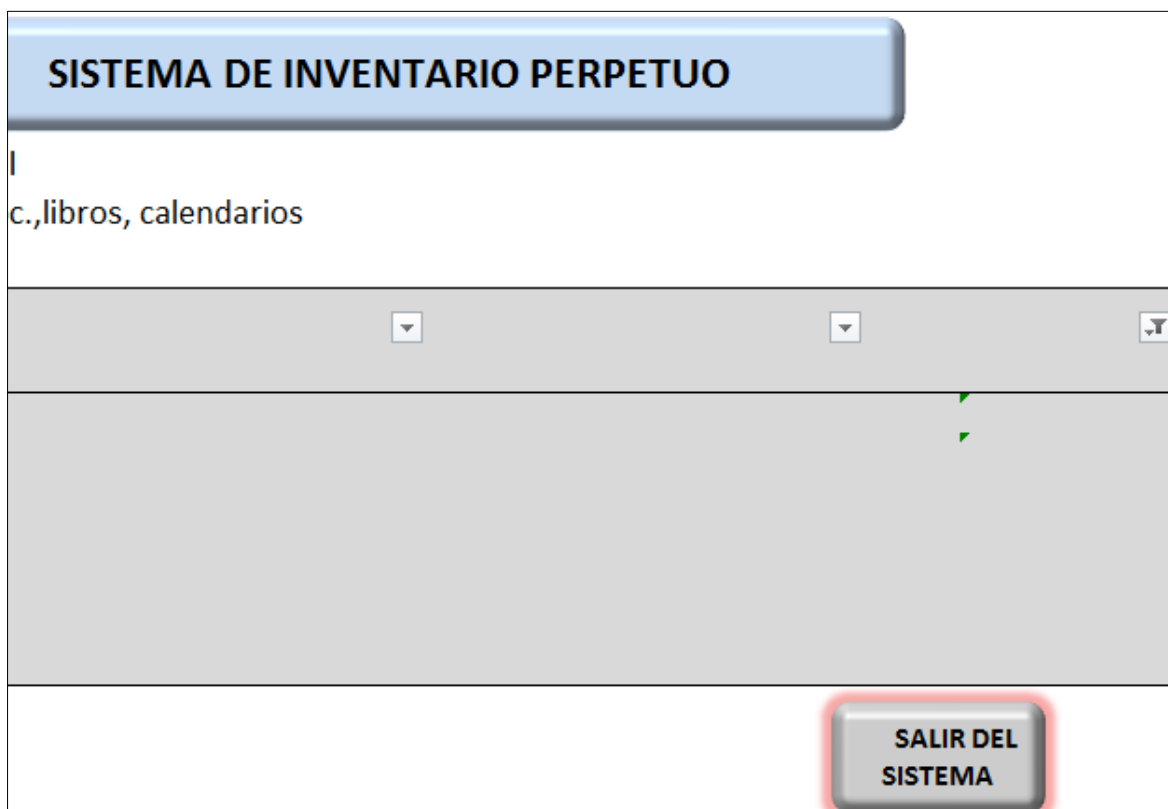 SISTEMA DE INVENTARIO PERPETUO
l
c.,libros, calendarios
SALIR DEL
SISTEMA